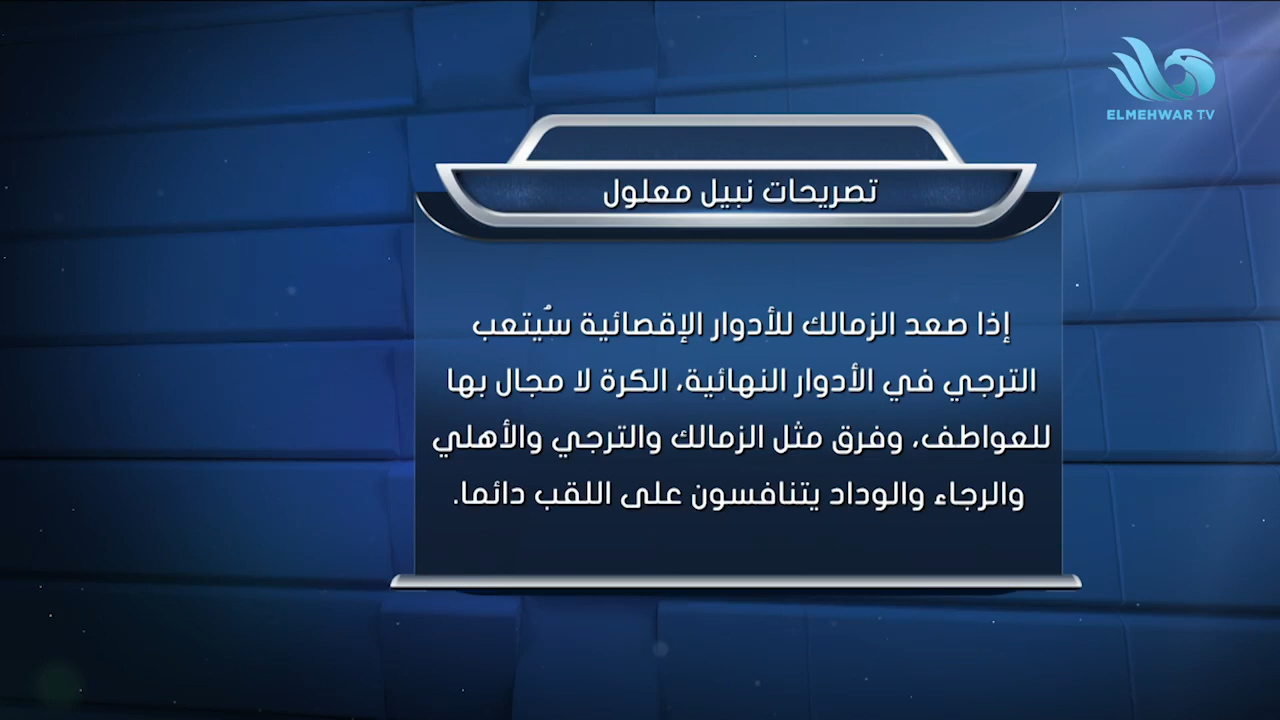 ELMEHWAR TV
تصريحات نبيل معلول
إذا صعد الزمالك للأدوار الإقصائية سيُتعب
الترجي في الأدوار النهائية، الكرة لا مجال بها
للعواطف، وفرق مثل الزمالك والترجي والأهلي
والرجاء والوداد يتنافسون على اللقب دائما.